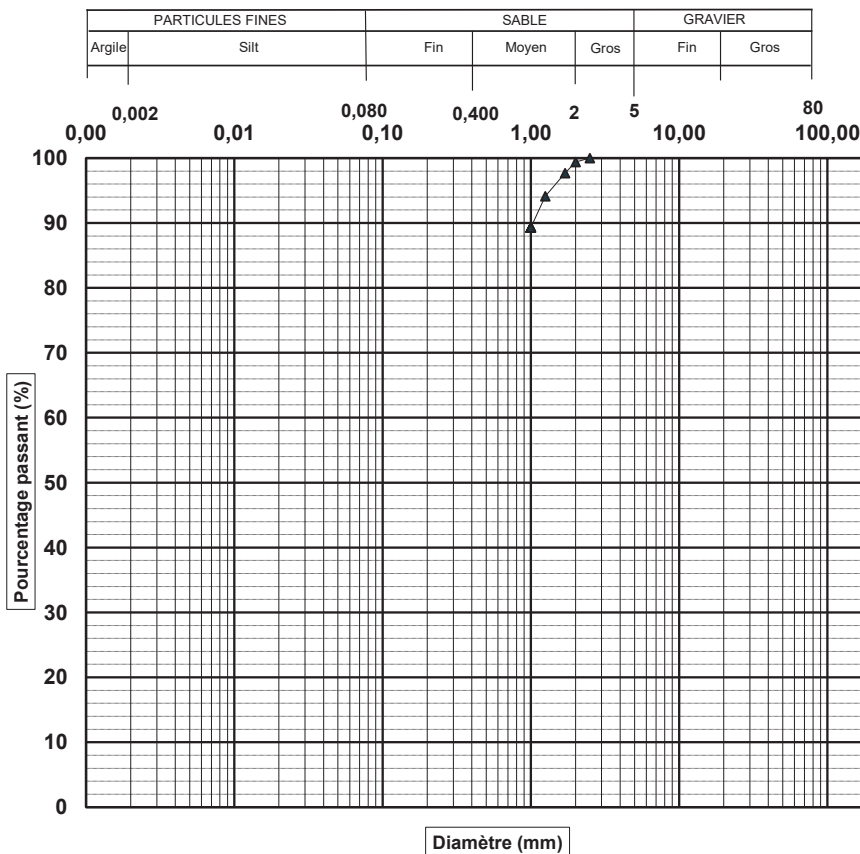 PARTICULES FINES SABLE GRAVIER
Argile Silt Fin Moyen Gros Fin Gros
0,002 0,080 0,400 2 5 80
0,00 0,01 0,10 1,00 10,00 100,00
100
90
80
70
60
50
40
30
20
10
0
Pourcentage passant (%)
Diamètre (mm)